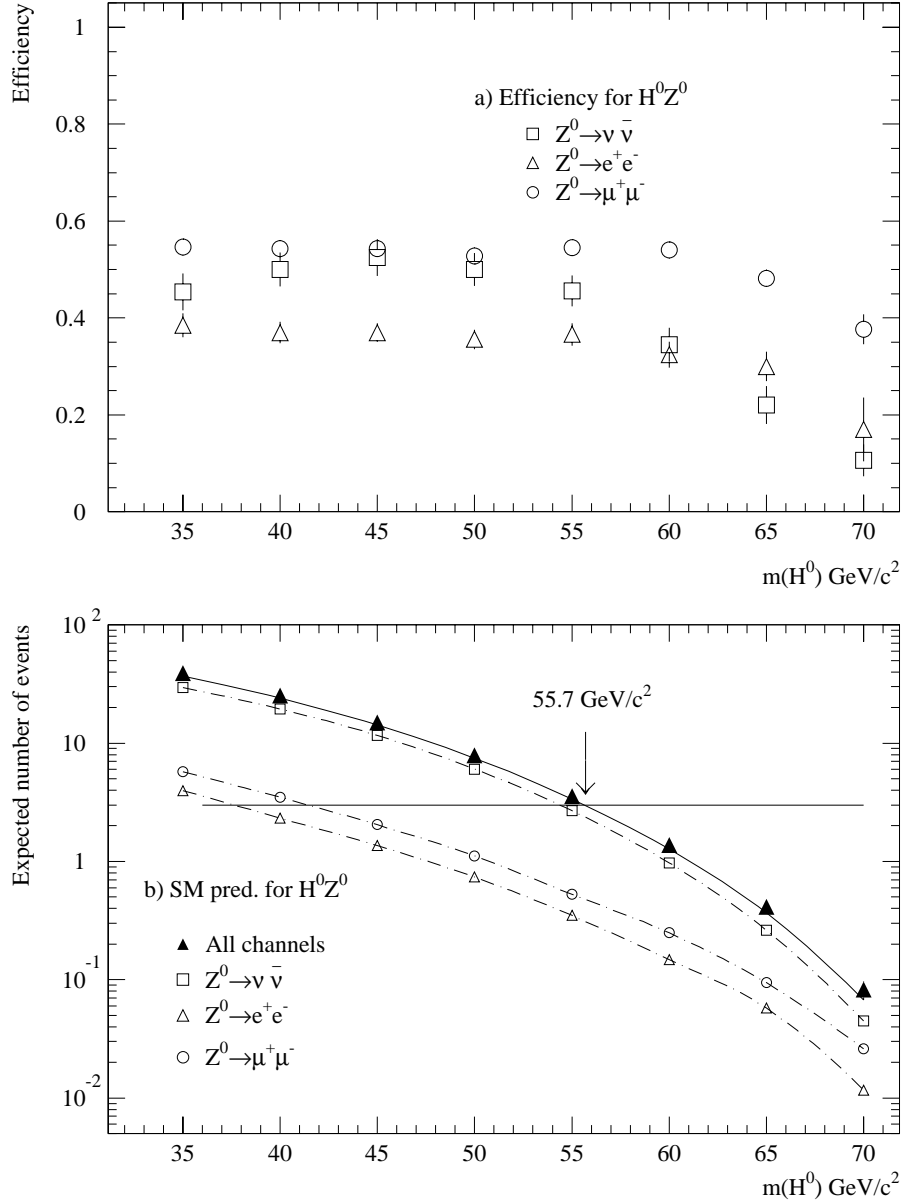 Efficiency
1
0.8
0.6
0.4
0.2
0
a) Efficiency for H⁰Z⁰
Z⁰→ν ν̄
Z⁰→e⁺e⁻
Z⁰→μ⁺μ⁻
35 40 45 50 55 60 65 70
m(H⁰) GeV/c²
Expected number of events
10²
10
1
10⁻¹
10⁻²
55.7 GeV/c²
b) SM pred. for H⁰Z⁰
All channels
Z⁰→ν ν̄
Z⁰→e⁺e⁻
Z⁰→μ⁺μ⁻
35 40 45 50 55 60 65 70
m(H⁰) GeV/c²